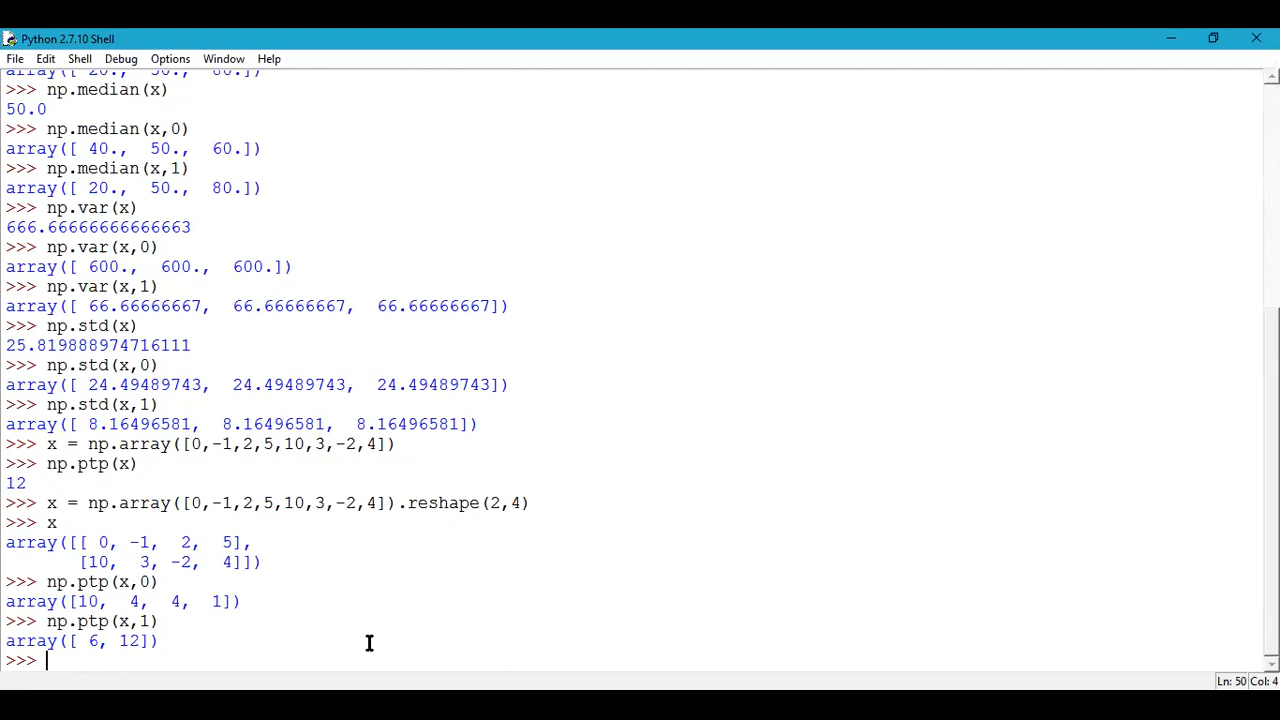 Python 2.7.10 Shell
File Edit Shell Debug Options Window Help
array([ 20., 50., 80.])
>>> np.median(x)
50.0
>>> np.median(x,0)
array([ 40.,  50.,  60.])
>>> np.median(x,1)
array([ 20.,  50.,  80.])
>>> np.var(x)
666.66666666666663
>>> np.var(x,0)
array([ 600.,  600.,  600.])
>>> np.var(x,1)
array([ 66.66666667,  66.66666667,  66.66666667])
>>> np.std(x)
25.819888974716111
>>> np.std(x,0)
array([ 24.49489743,  24.49489743,  24.49489743])
>>> np.std(x,1)
array([ 8.16496581,  8.16496581,  8.16496581])
>>> x = np.array([0,-1,2,5,10,3,-2,4])
>>> np.ptp(x)
12
>>> x = np.array([0,-1,2,5,10,3,-2,4]).reshape(2,4)
>>> x
array([[ 0, -1,  2,  5],
       [10,  3, -2,  4]])
>>> np.ptp(x,0)
array([10,  4,  4,  1])
>>> np.ptp(x,1)
array([ 6, 12])
>>>
Ln: 50 Col: 4